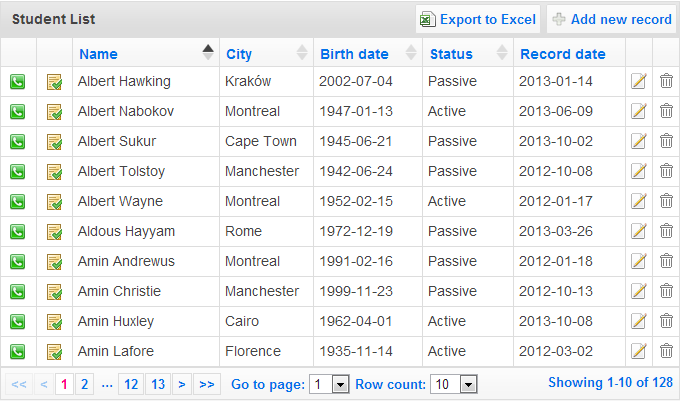 Student List Export to Excel Add new record
Name City Birth date Status Record date
Albert Hawking Kraków 2002-07-04 Passive 2013-01-14
Albert Nabokov Montreal 1947-01-13 Active 2013-06-09
Albert Sukur Cape Town 1945-06-21 Passive 2013-10-02
Albert Tolstoy Manchester 1942-06-24 Passive 2012-10-08
Albert Wayne Montreal 1952-02-15 Active 2012-01-17
Aldous Hayyam Rome 1972-12-19 Passive 2013-03-26
Amin Andrewus Montreal 1991-02-16 Passive 2012-01-18
Amin Christie Manchester 1999-11-23 Passive 2012-10-13
Amin Huxley Cairo 1962-04-01 Active 2013-10-08
Amin Lafore Florence 1935-11-14 Active 2012-03-02
<< < 1 2 ... 12 13 > >> Go to page: 1 Row count: 10 Showing 1-10 of 128